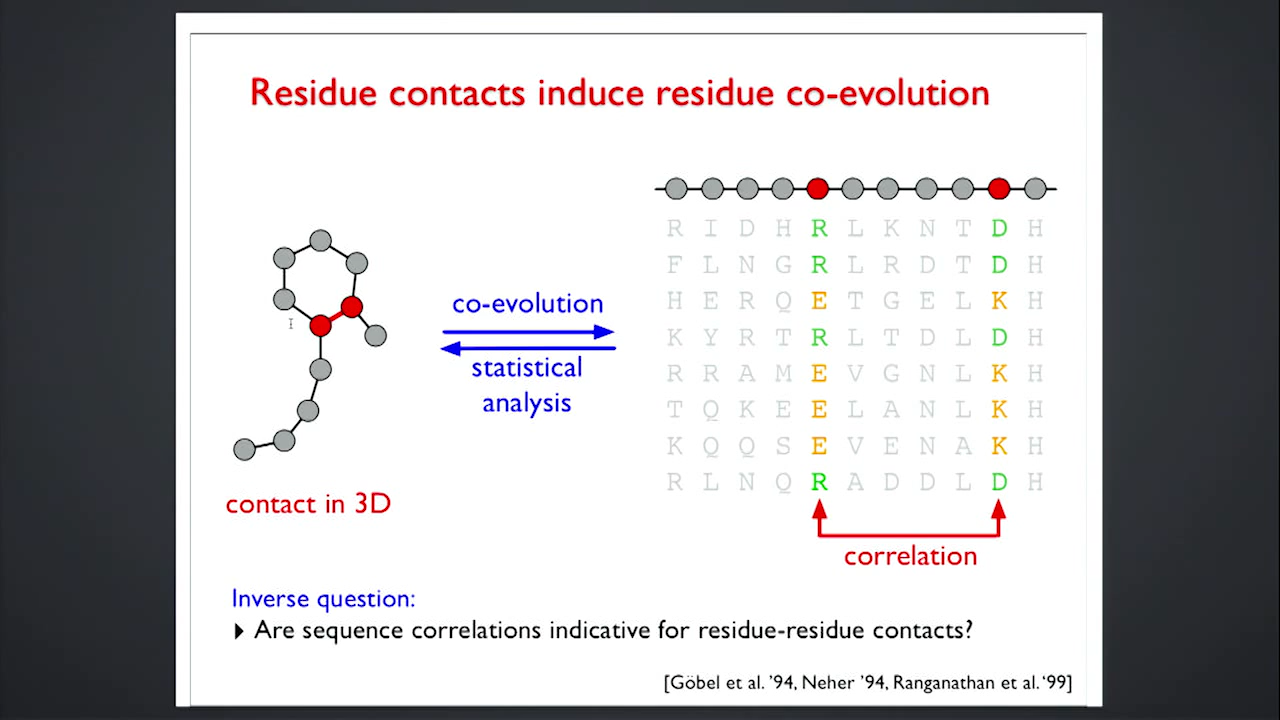 Residue contacts induce residue co-evolution
R I D H R L K N T D H
F L N G R L R D T D H
H E R Q E T G E L K H
K Y R T R L T D L D H
R R A M E V G N L K H
T Q K E E L A N L K H
K Q Q S E V E N A K H
R L N Q R A D D L D H
co-evolution
statistical
analysis
contact in 3D
correlation
Inverse question:
Are sequence correlations indicative for residue-residue contacts?
[Göbel et al. ’94, Neher ’94, Ranganathan et al. ‘99]